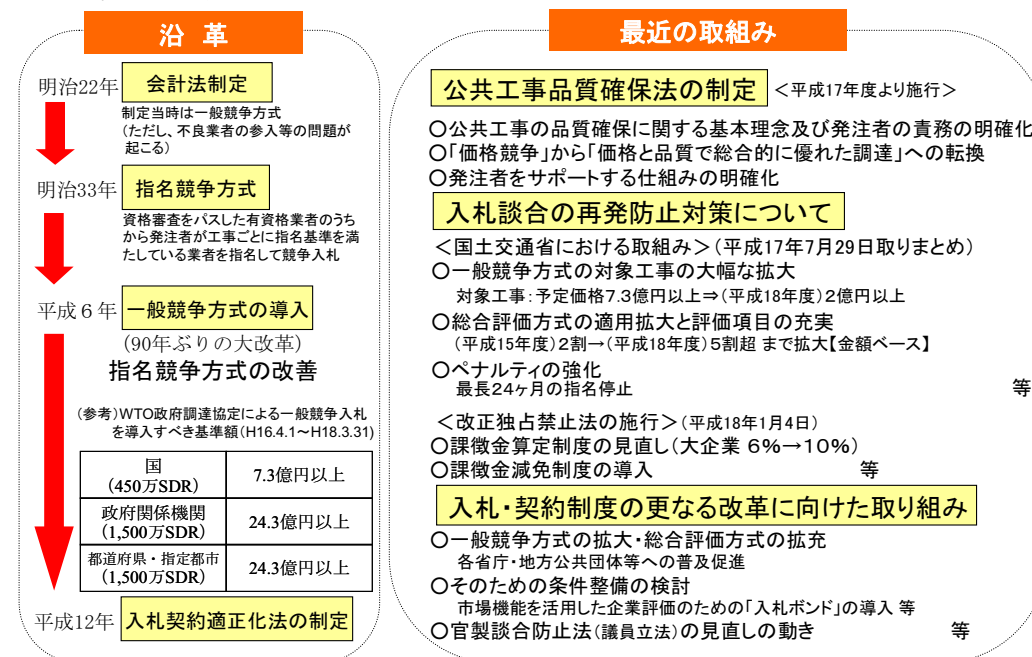 沿 革
明治22年 会計法制定
制定当時は一般競争方式
(ただし、不良業者の参入等の問題が
起こる)
明治33年 指名競争方式
資格審査をパスした有資格業者のうち
から発注者が工事ごとに指名基準を満
たしている業者を指名して競争入札
平成6年 一般競争方式の導入
(90年ぶりの大改革)
指名競争方式の改善
(参考)WTO政府調達協定による一般競争入札
を導入すべき基準額(H16.4.1~H18.3.31)
国
(450万SDR)
7.3億円以上
政府関係機関
(1,500万SDR)
24.3億円以上
都道府県・指定都市
(1,500万SDR)
24.3億円以上
平成12年 入札契約適正化法の制定
最近の取組み
公共工事品質確保法の制定 <平成17年度より施行>
○公共工事の品質確保に関する基本理念及び発注者の責務の明確化
○「価格競争」から「価格と品質で総合的に優れた調達」への転換
○発注者をサポートする仕組みの明確化
入札談合の再発防止対策について
<国土交通省における取組み>(平成17年7月29日取りまとめ)
○一般競争方式の対象工事の大幅な拡大
対象工事:予定価格7.3億円以上⇒(平成18年度)2億円以上
○総合評価方式の適用拡大と評価項目の充実
(平成15年度)2割→(平成18年度)5割超 まで拡大【金額ベース】
○ペナルティの強化
最長24ヶ月の指名停止 等
<改正独占禁止法の施行>(平成18年1月4日)
○課徴金算定制度の見直し(大企業 6%→10%)
○課徴金減免制度の導入 等
入札・契約制度の更なる改革に向けた取り組み
○一般競争方式の拡大・総合評価方式の拡充
各省庁・地方公共団体等への普及促進
○そのための条件整備の検討
市場機能を活用した企業評価のための「入札ボンド」の導入 等
○官製談合防止法(議員立法)の見直しの動き 等